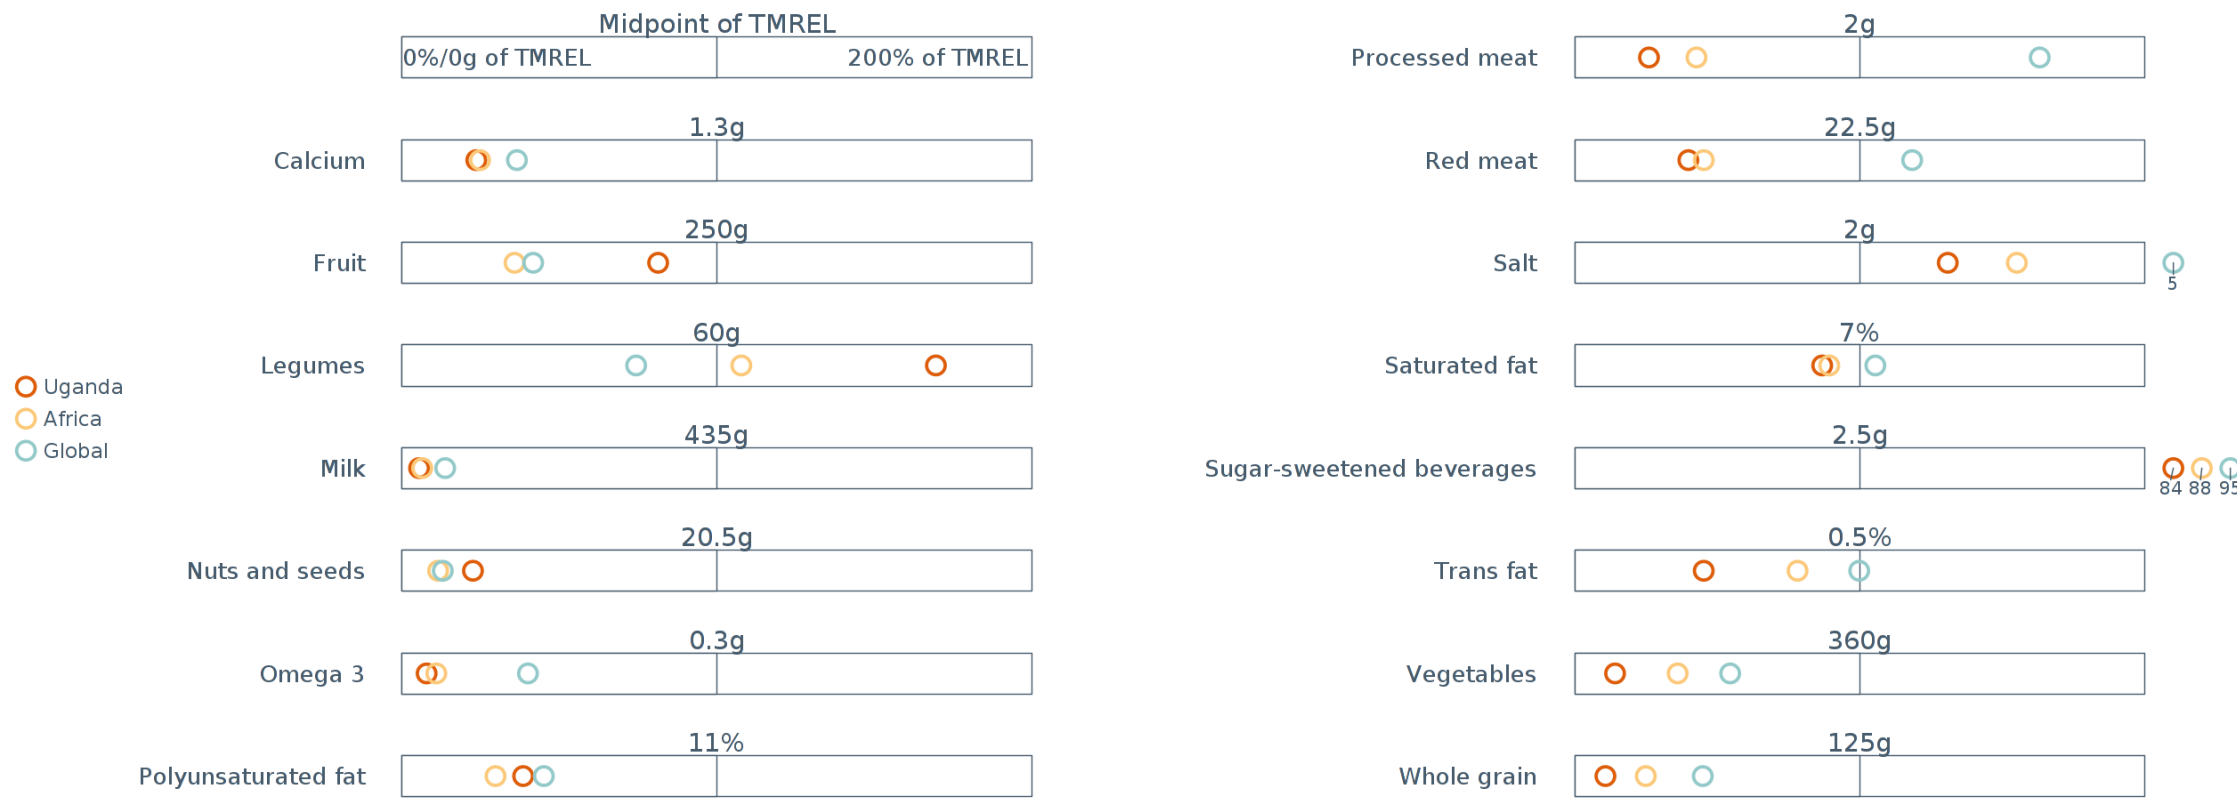 Midpoint of TMREL
0%/0g of TMREL 200% of TMREL
1.3g
Calcium
250g
Fruit
60g
Legumes
435g
Milk
20.5g
Nuts and seeds
0.3g
Omega 3
11%
Polyunsaturated fat
Uganda
Africa
Global
2g
Processed meat
22.5g
Red meat
2g
Salt
5
7%
Saturated fat
2.5g
Sugar-sweetened beverages
84 88 95
0.5%
Trans fat
360g
Vegetables
125g
Whole grain